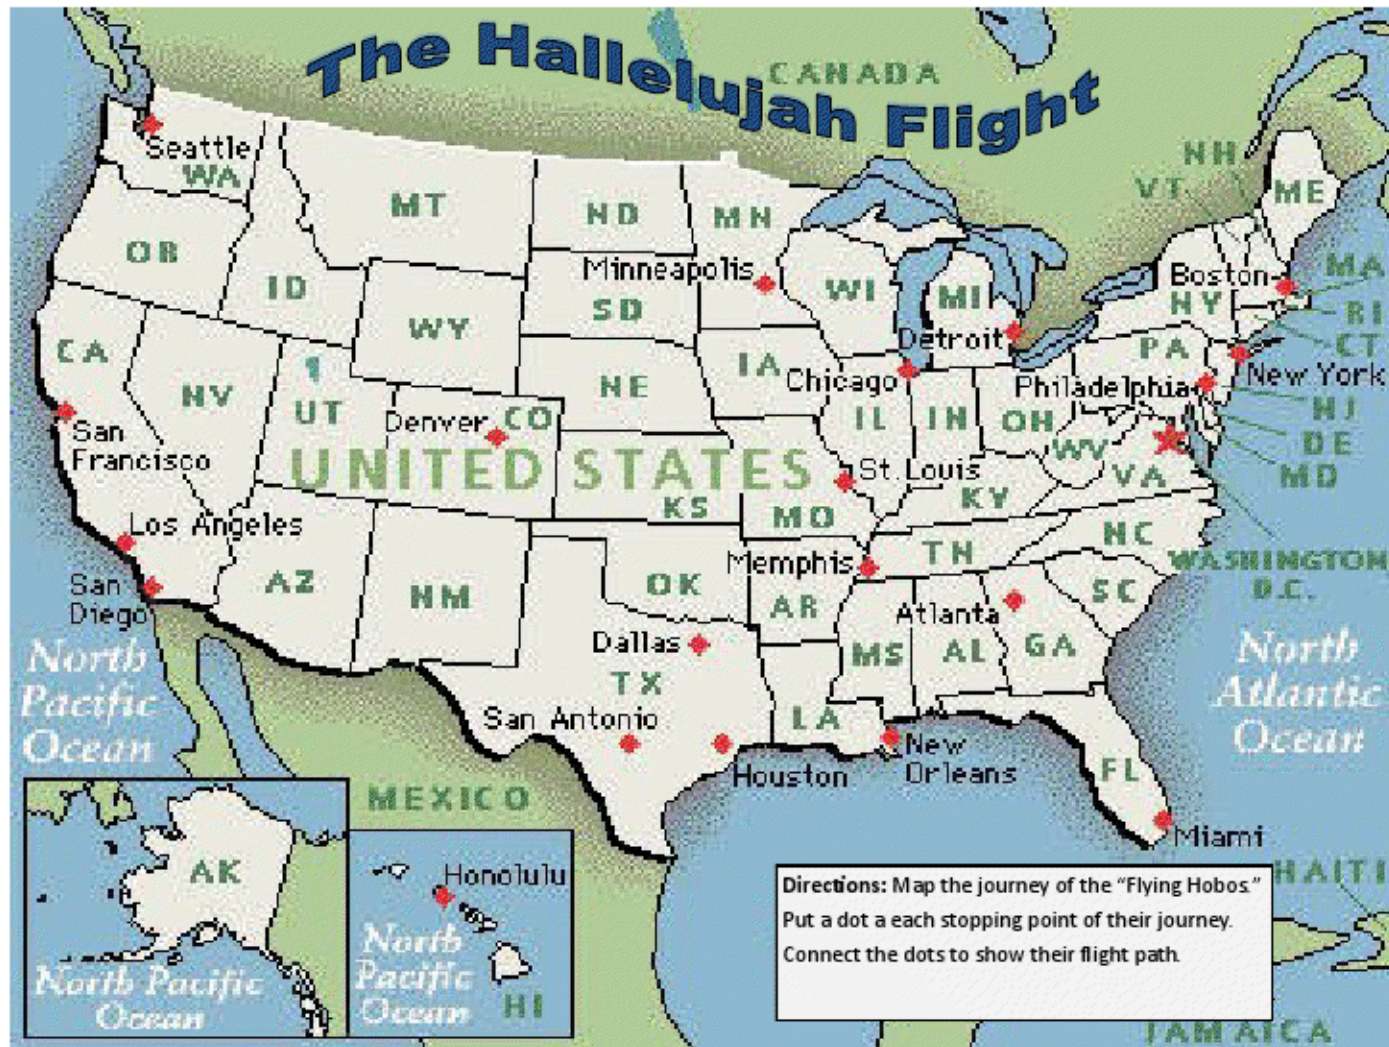 The Hallelujah Flight
CANADA
Seattle
WA
MT
ND
MN
NH
VT
ME
OR
ID
Minneapolis
WI
MI
Boston
MA
NY
RI
SD
WY
Detroit
CT
CA
IA
PA
Chicago
New York
NV
UT
NE
Philadelphia
NJ
Denver
CO
IL
IN
OH
DE
San
Francisco
WV
MD
UNITED STATES
St. Louis
VA
KS
MO
KY
Los Angeles
NC
Memphis
TN
WASHINGTON
D.C.
San
Diego
AZ
NM
OK
AR
Atlanta
SC
Dallas
MS
AL
GA
North
Pacific
Ocean
North
Atlantic
Ocean
TX
San Antonio
LA
New
Orleans
Houston
FL
MEXICO
Miami
AK
North Pacific
Ocean
Honolulu
North
Pacific
Ocean
HI
HAITI
Directions: Map the journey of the “Flying Hobos.”
Put a dot a each stopping point of their journey.
Connect the dots to show their flight path.
JAMAICA